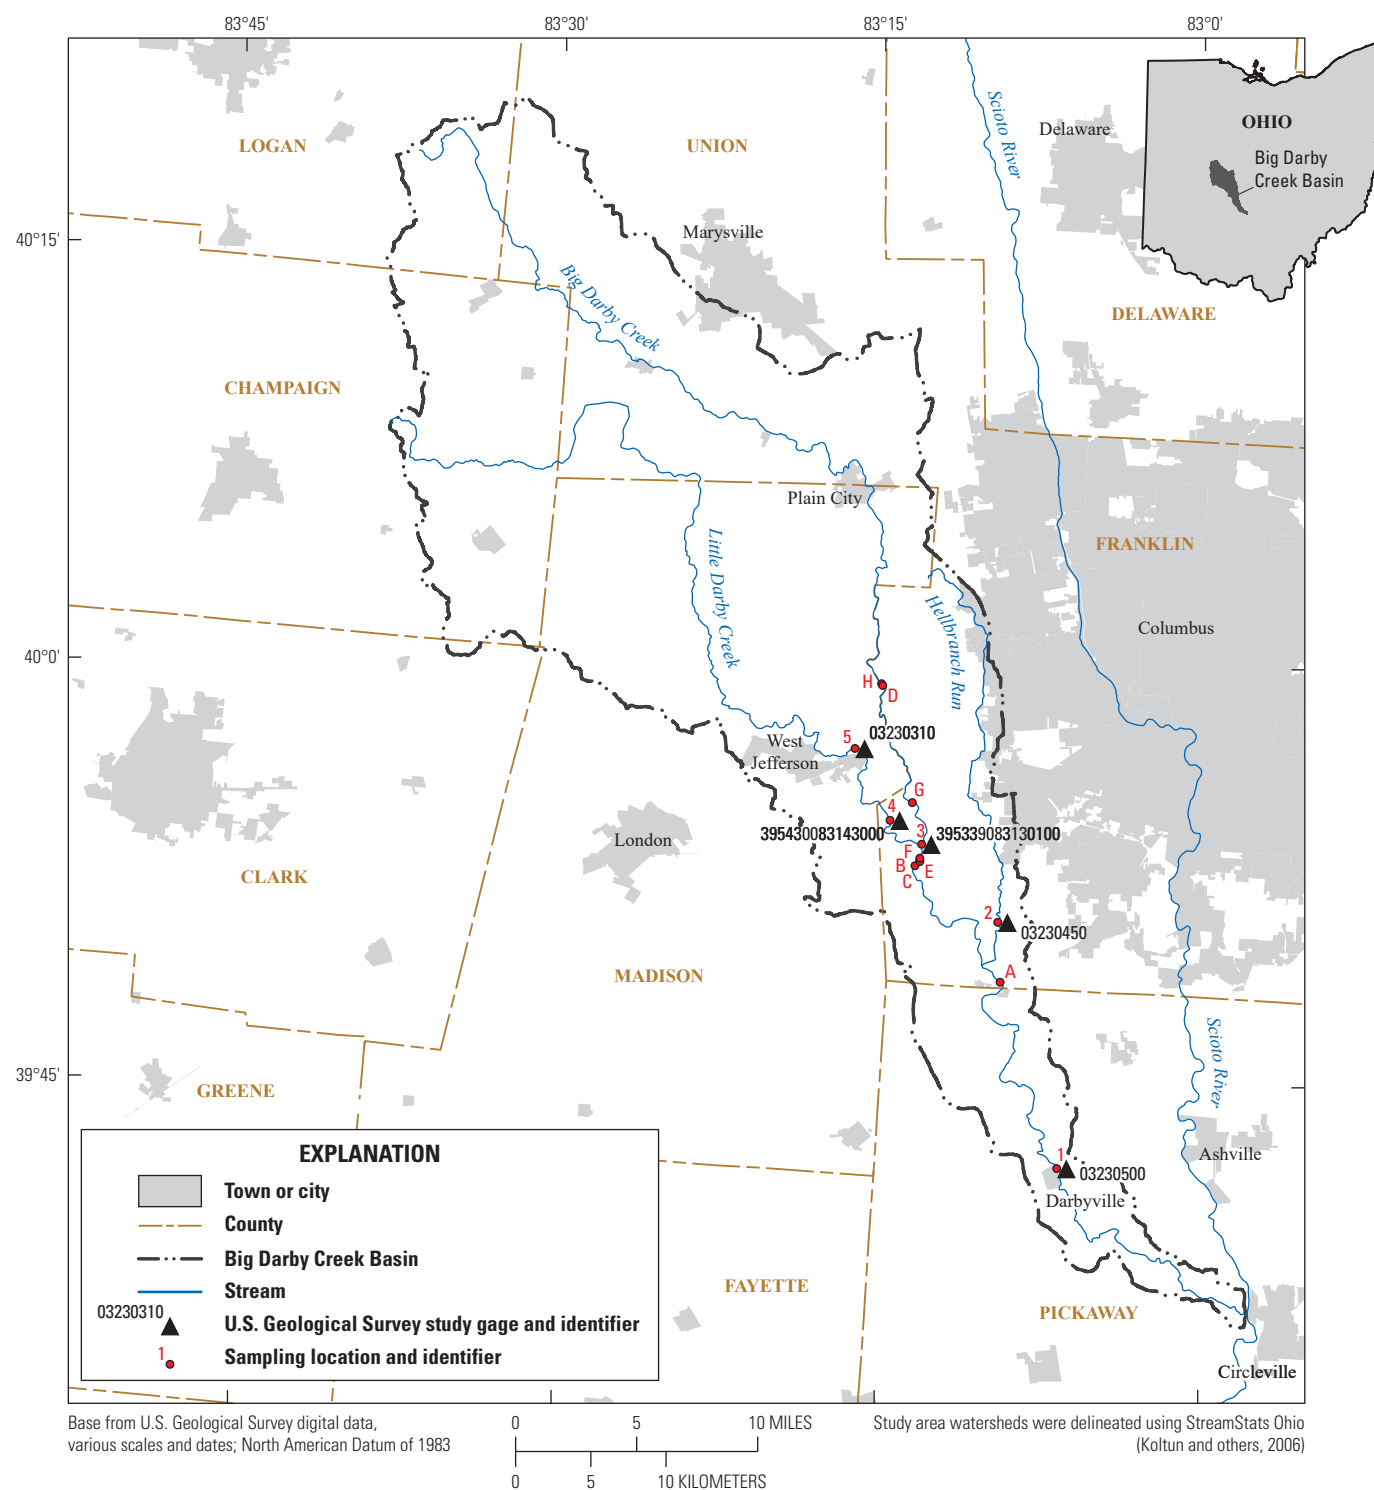 83°45'
83°30'
83°15'
83°0'
40°15'
40°0'
39°45'
LOGAN
UNION
Scioto River
Delaware
OHIO
Big Darby
Creek Basin
Marysville
Big Darby Creek
DELAWARE
CHAMPAIGN
Plain City
FRANKLIN
Little Darby Creek
Hellbranch Run
Columbus
H
D
5
03230310
West
Jefferson
G
4
395430083143000
3
395339083130100
London
F
B
E
C
CLARK
2
03230450
MADISON
A
Scioto River
GREENE
Ashville
1
03230500
Darbyville
FAYETTE
PICKAWAY
Circleville
EXPLANATION
Town or city
County
Big Darby Creek Basin
Stream
03230310
U.S. Geological Survey study gage and identifier
1
Sampling location and identifier
Base from U.S. Geological Survey digital data,
various scales and dates; North American Datum of 1983
0 5 10 MILES
0 5 10 KILOMETERS
Study area watersheds were delineated using StreamStats Ohio
(Koltun and others, 2006)